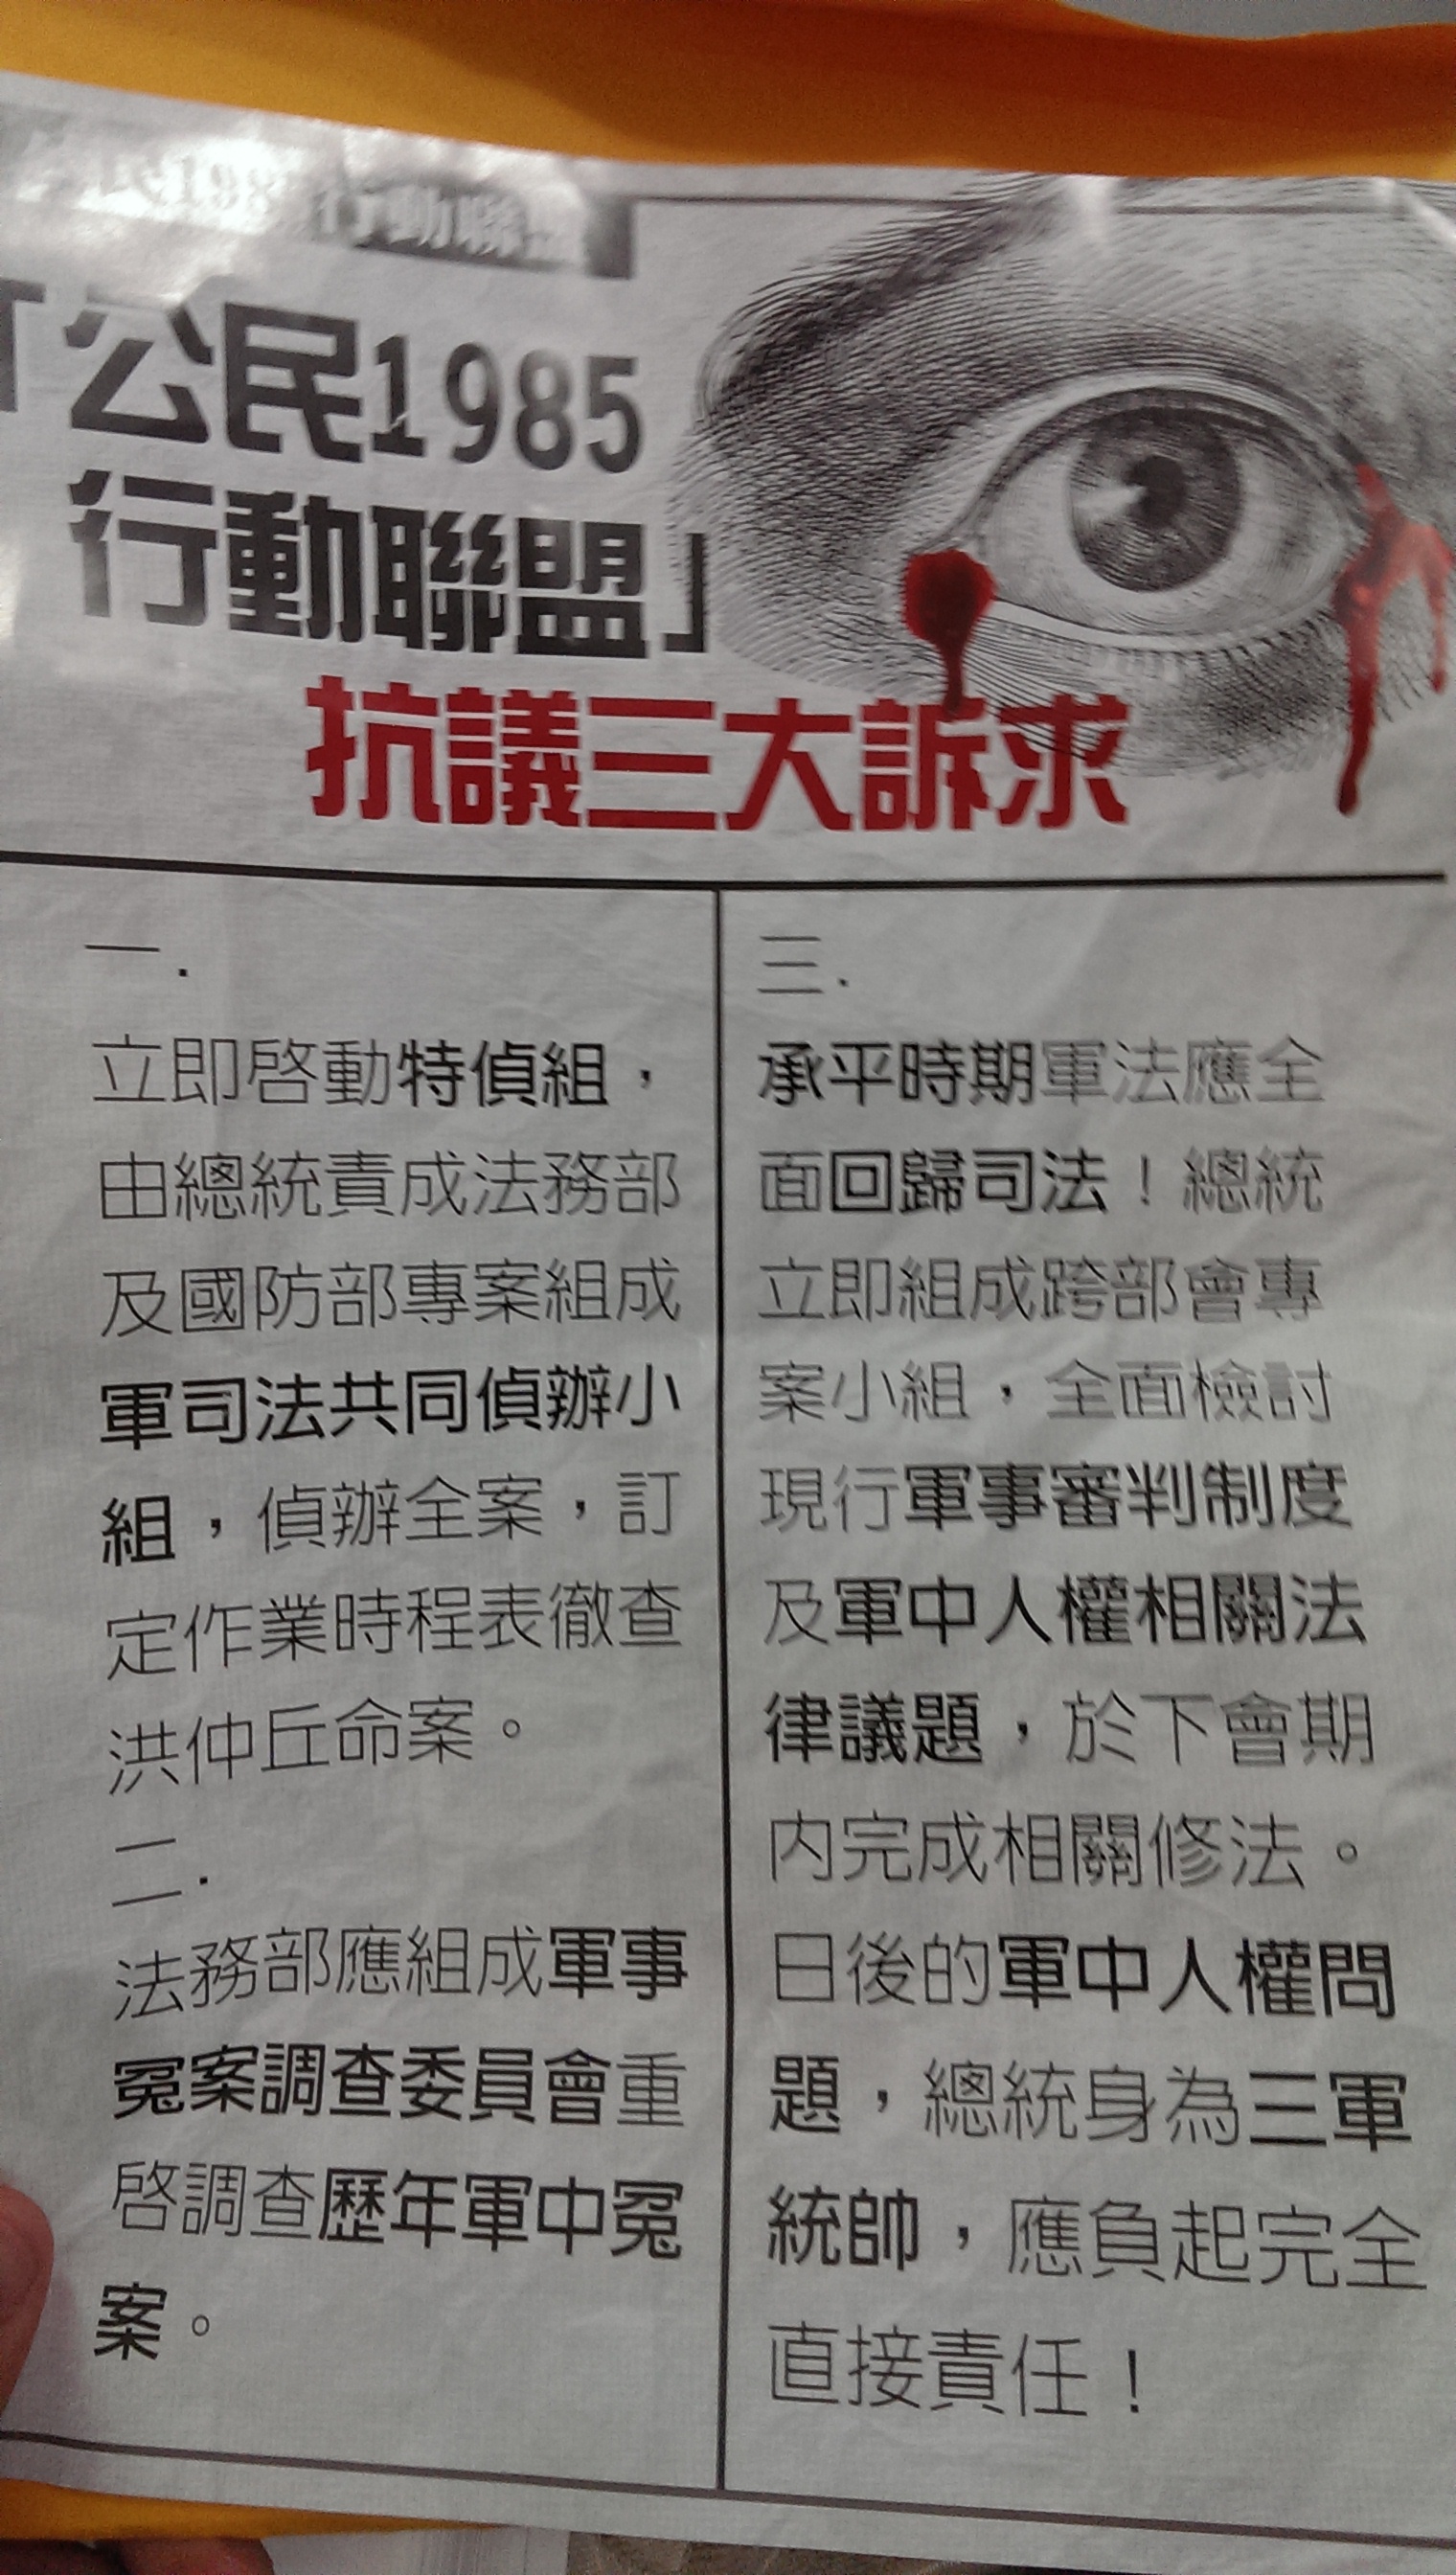 行動聯盟
「公民1985
行動聯盟」
抗議三大訴求
一.
立即啓動特偵組，
由總統責成法務部
及國防部專案組成
軍司法共同偵辦小
組，偵辦全案，訂
定作業時程表徹查
洪仲丘命案。
二.
法務部應組成軍事
冤案調查委員會重
啓調查歷年軍中冤
案。
三.
承平時期軍法應全
面回歸司法！總統
立即組成跨部會專
案小組，全面檢討
現行軍事審判制度
及軍中人權相關法
律議題，於下會期
內完成相關修法。
日後的軍中人權問
題，總統身為三軍
統帥，應負起完全
直接責任！